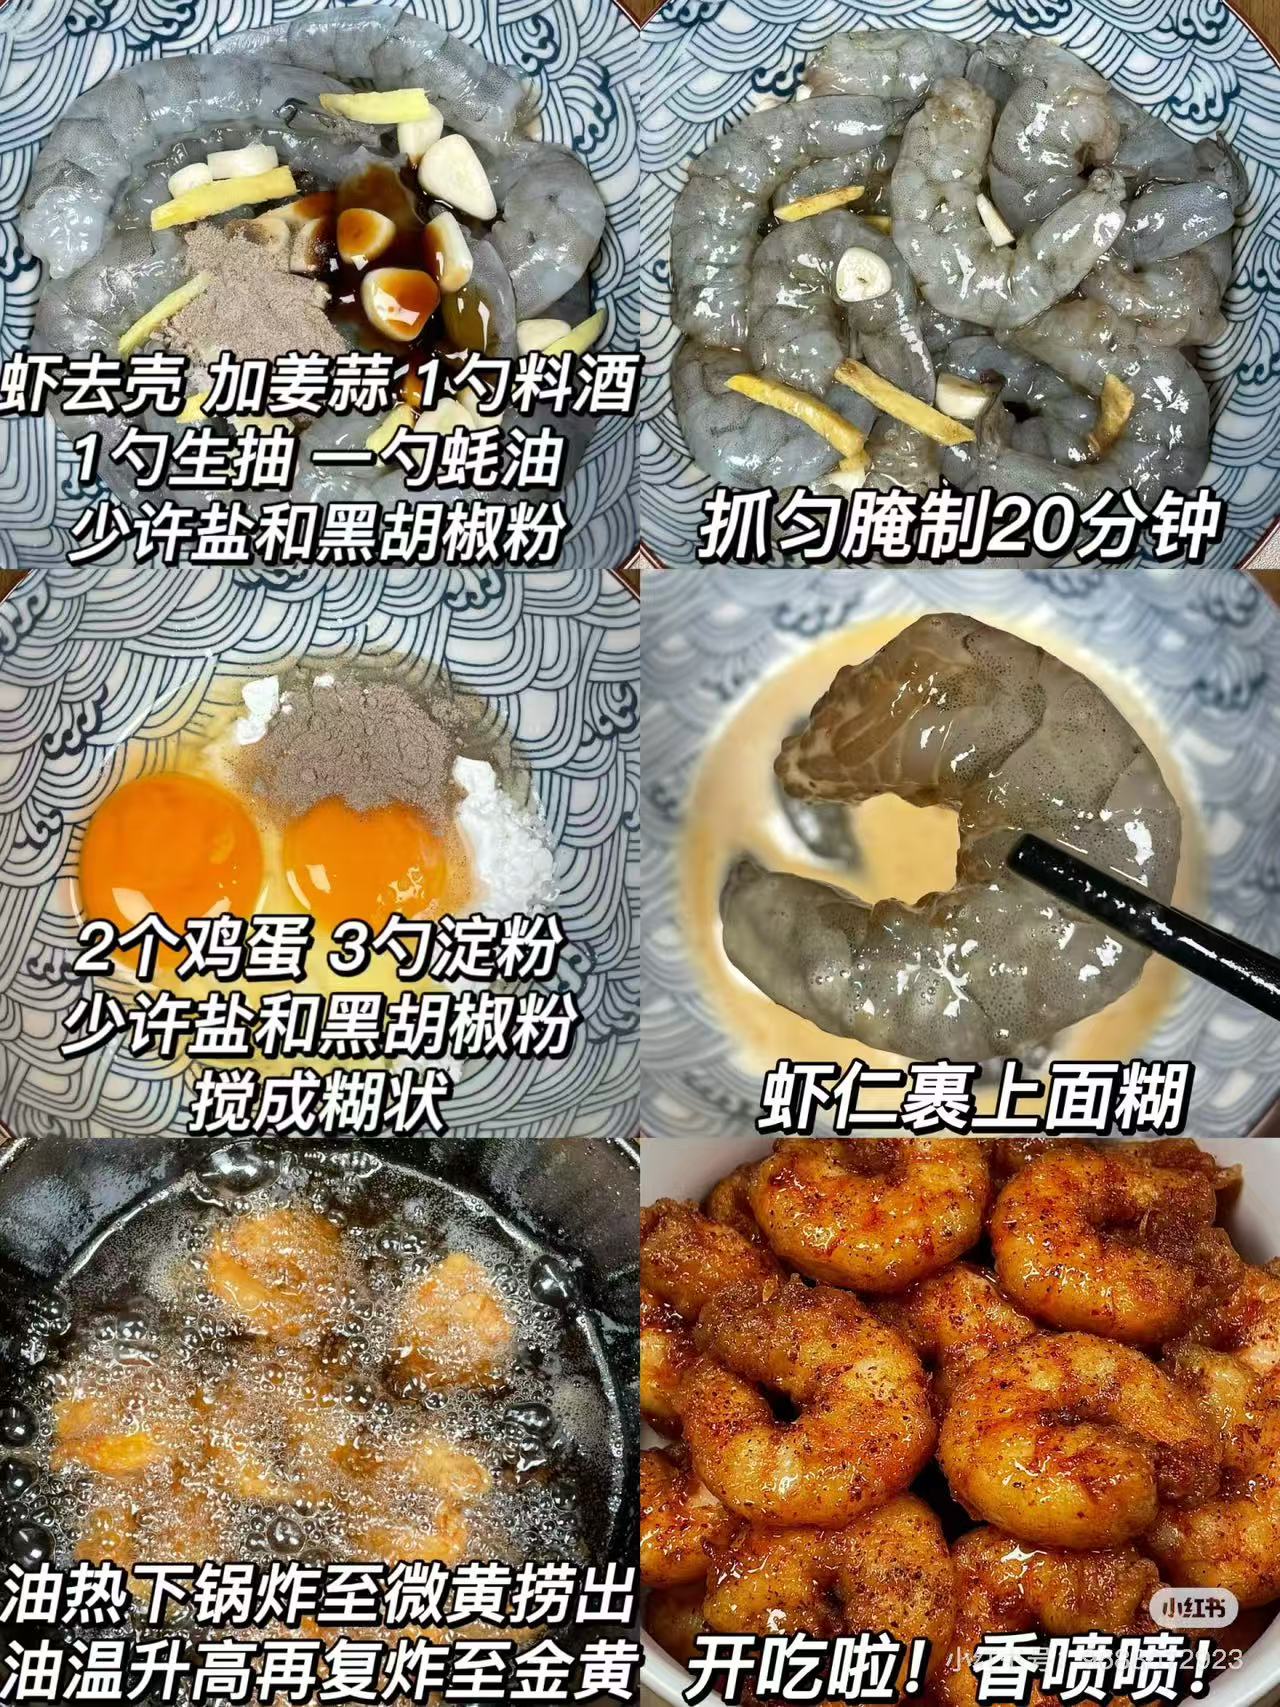 虾去壳 加姜蒜 1勺料酒
1勺生抽 一勺蚝油
少许盐和黑胡椒粉
抓匀腌制20分钟
2个鸡蛋 3勺淀粉
少许盐和黑胡椒粉
搅成糊状
虾仁裹上面糊
油热下锅炸至微黄捞出
油温升高再复炸至金黄
小红书
开吃啦！香喷喷！